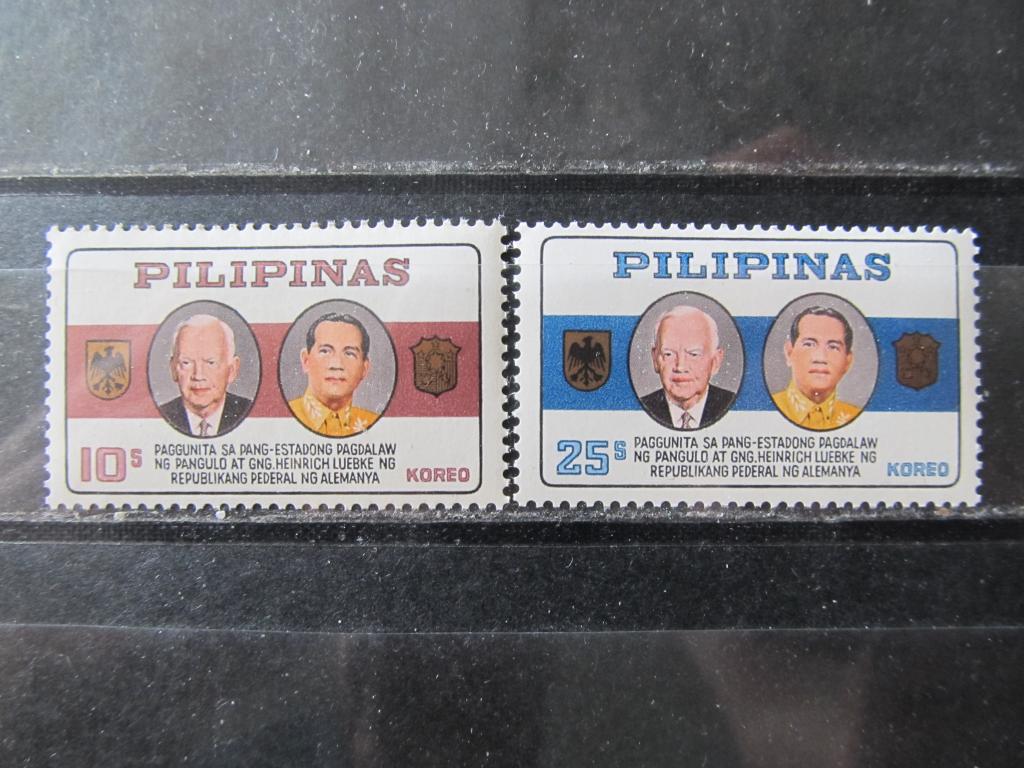 PILIPINAS
10s
PAGGUNITA SA PANG-ESTADONG PAGDALAW
NG PANGULO AT GNG. HEINRICH LUEBKE NG
REPUBLIKANG PEDERAL NG ALEMANYA
KOREO
PILIPINAS
25s
PAGGUNITA SA PANG-ESTADONG PAGDALAW
NG PANGULO AT GNG. HEINRICH LUEBKE NG
REPUBLIKANG PEDERAL NG ALEMANYA
KOREO